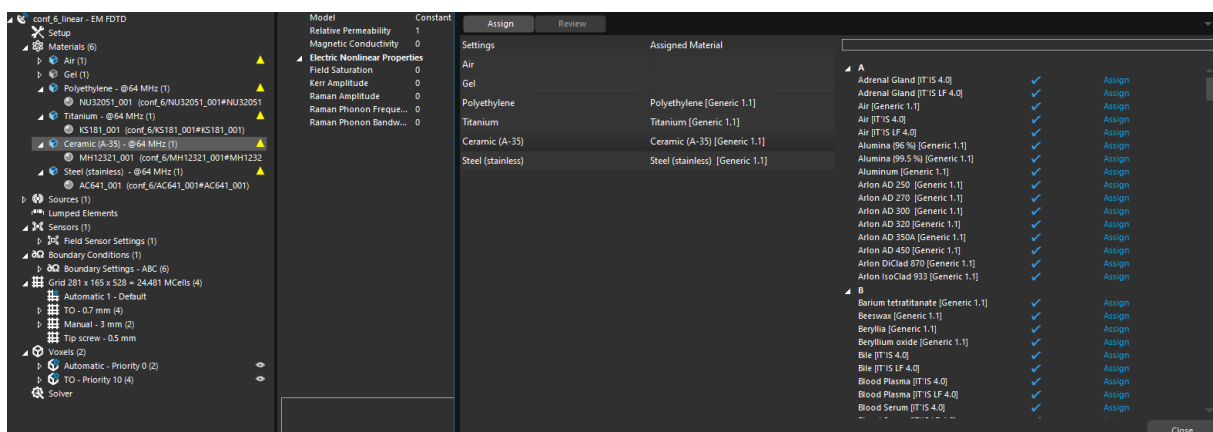 conf_6_linear - EM FDTD
Setup
Materials (6)
Air (1)
Gel (1)
Polyethylene - @64 MHz (1)
NU32051_001 (conf_6/NU32051_001#NU32051
Titanium - @64 MHz (1)
KS181_001 (conf_6/KS181_001#KS181_001)
Ceramic (A-35) - @64 MHz (1)
MH12321_001 (conf_6/MH12321_001#MH1232
Steel (stainless) - @64 MHz (1)
AC641_001 (conf_6/AC641_001#AC641_001)
Sources (1)
Lumped Elements
Sensors (1)
Field Sensor Settings (1)
Boundary Conditions (1)
Boundary Settings - ABC (6)
Grid 281 x 165 x 528 = 24.481 MCells (4)
Automatic 1 - Default
TO - 0.7 mm (4)
Manual - 3 mm (2)
Tip screw - 0.5 mm
Voxels (2)
Automatic - Priority 0 (2)
TO - Priority 10 (4)
Solver
Model Constant
Relative Permeability 1
Magnetic Conductivity 0
Electric Nonlinear Properties
Field Saturation 0
Kerr Amplitude 0
Raman Amplitude 0
Raman Phonon Freque... 0
Raman Phonon Bandw... 0
Assign Review
Settings Assigned Material
Air
Gel
Polyethylene Polyethylene [Generic 1.1]
Titanium Titanium [Generic 1.1]
Ceramic (A-35) Ceramic (A-35) [Generic 1.1]
Steel (stainless) Steel (stainless) [Generic 1.1]
A
Adrenal Gland [IT'IS 4.0] Assign
Adrenal Gland [IT'IS LF 4.0] Assign
Air [Generic 1.1] Assign
Air [IT'IS 4.0] Assign
Air [IT'IS LF 4.0] Assign
Alumina (96 %) [Generic 1.1] Assign
Alumina (99.5 %) [Generic 1.1] Assign
Aluminum [Generic 1.1] Assign
Arlon AD 250 [Generic 1.1] Assign
Arlon AD 270 [Generic 1.1] Assign
Arlon AD 300 [Generic 1.1] Assign
Arlon AD 320 [Generic 1.1] Assign
Arlon AD 350A [Generic 1.1] Assign
Arlon AD 450 [Generic 1.1] Assign
Arlon DiClad 870 [Generic 1.1] Assign
Arlon IsoClad 933 [Generic 1.1] Assign
B
Barium tetratitanate [Generic 1.1] Assign
Beeswax [Generic 1.1] Assign
Beryllia [Generic 1.1] Assign
Beryllium oxide [Generic 1.1] Assign
Bile [IT'IS 4.0] Assign
Bile [IT'IS LF 4.0] Assign
Blood Plasma [IT'IS 4.0] Assign
Blood Plasma [IT'IS LF 4.0] Assign
Blood Serum [IT'IS 4.0] Assign
Close